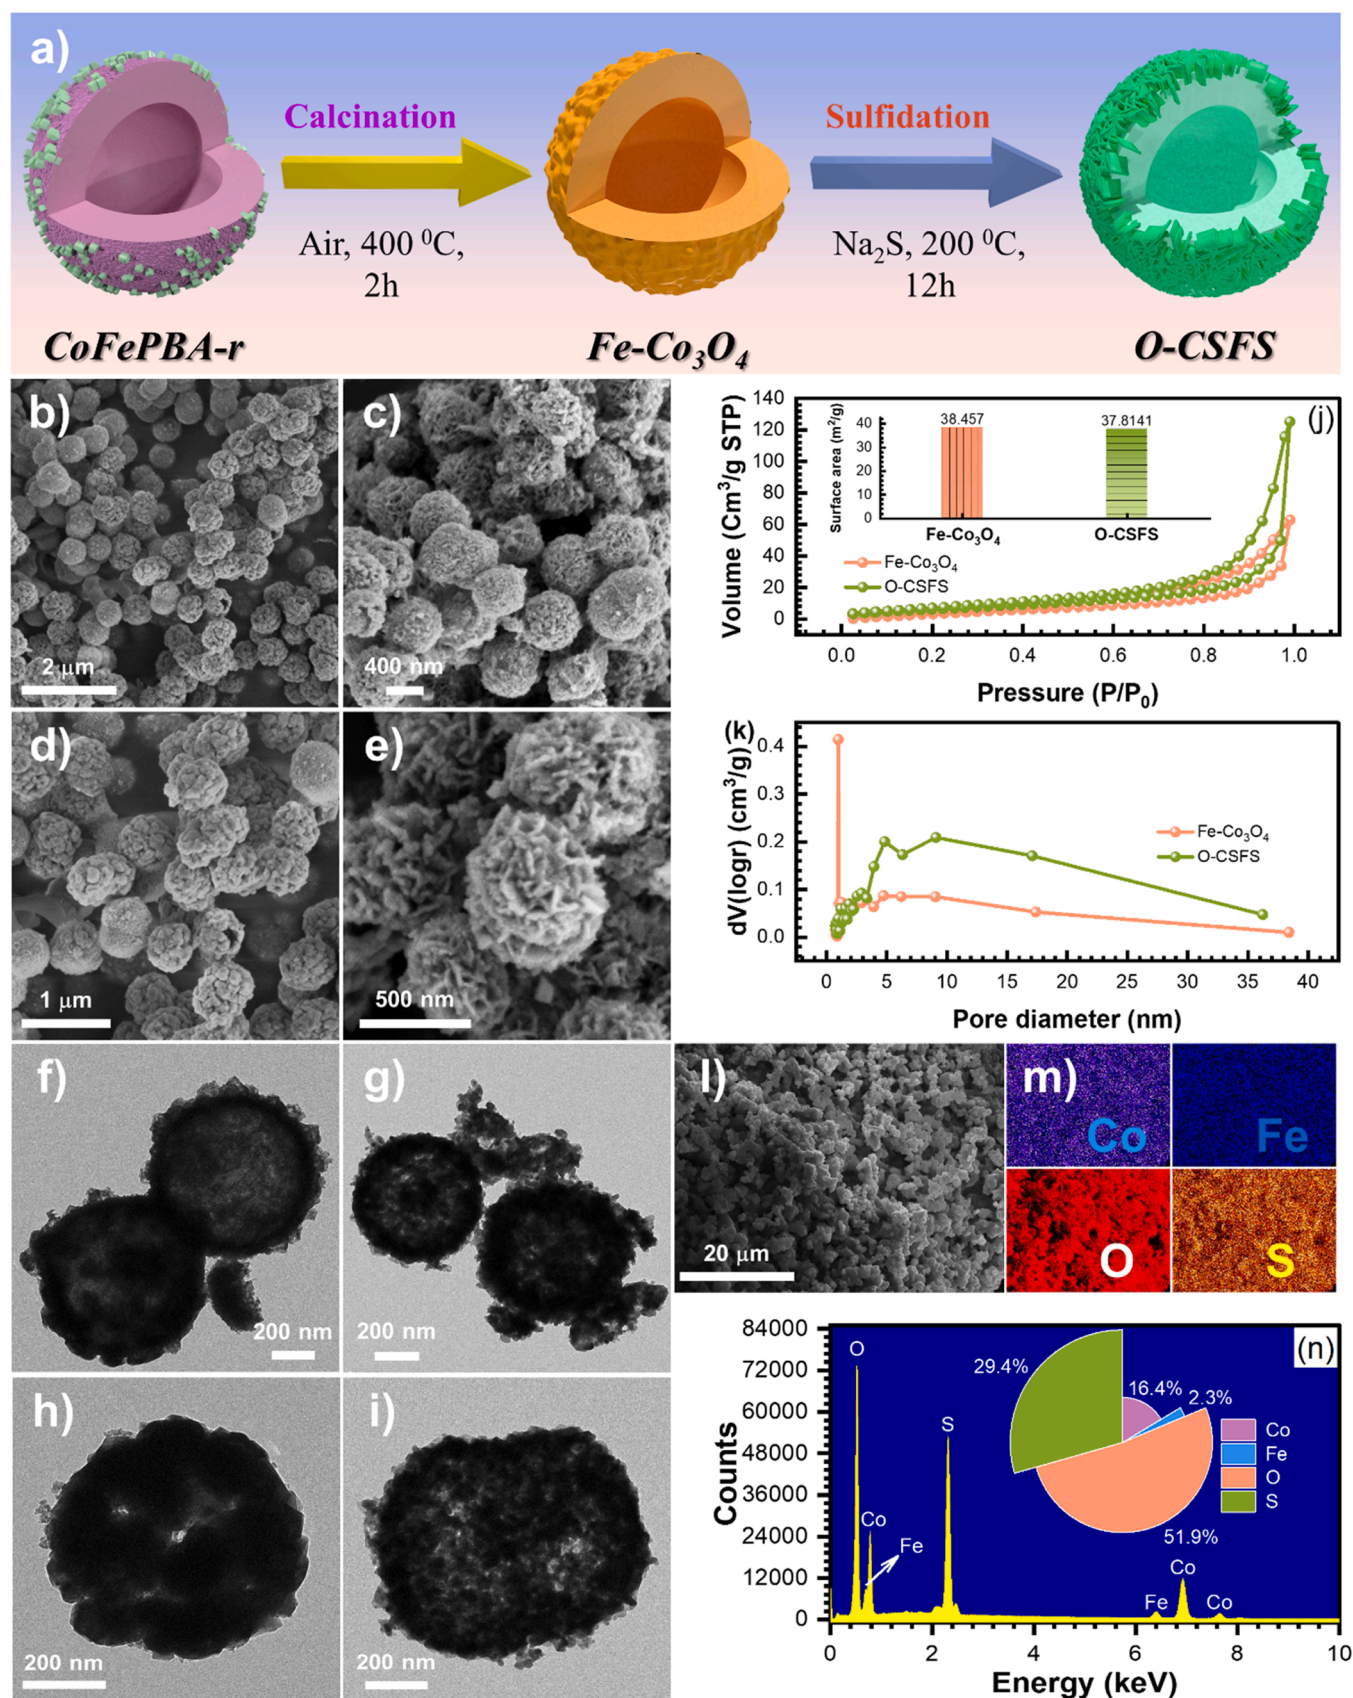 a)
Calcination
Sulfidation
Air, 400 ⁰C,
2h
Na₂S, 200 ⁰C,
12h
CoFePBA-r
Fe-Co₃O₄
O-CSFS
b)
2 μm
c)
400 nm
d)
1 μm
e)
500 nm
f)
200 nm
g)
200 nm
h)
200 nm
i)
200 nm
(j)
Volume (Cm³/g STP)
140
120
100
80
60
40
20
0
Surface area (m²/g)
40
30
20
10
0
38.457
37.8141
Fe-Co₃O₄
O-CSFS
Fe-Co₃O₄
O-CSFS
0.0
0.2
0.4
0.6
0.8
1.0
Pressure (P/P₀)
(k)
dV(logr) (cm³/g)
0.4
0.3
0.2
0.1
0.0
Fe-Co₃O₄
O-CSFS
0
5
10
15
20
25
30
35
40
Pore diameter (nm)
l)
20 μm
m)
Co
Fe
O
S
(n)
Counts
84000
72000
60000
48000
36000
24000
12000
0
O
Co
Fe
S
Fe
Co
Co
29.4%
16.4%
2.3%
51.9%
Co
Fe
O
S
0
2
4
6
8
10
Energy (keV)